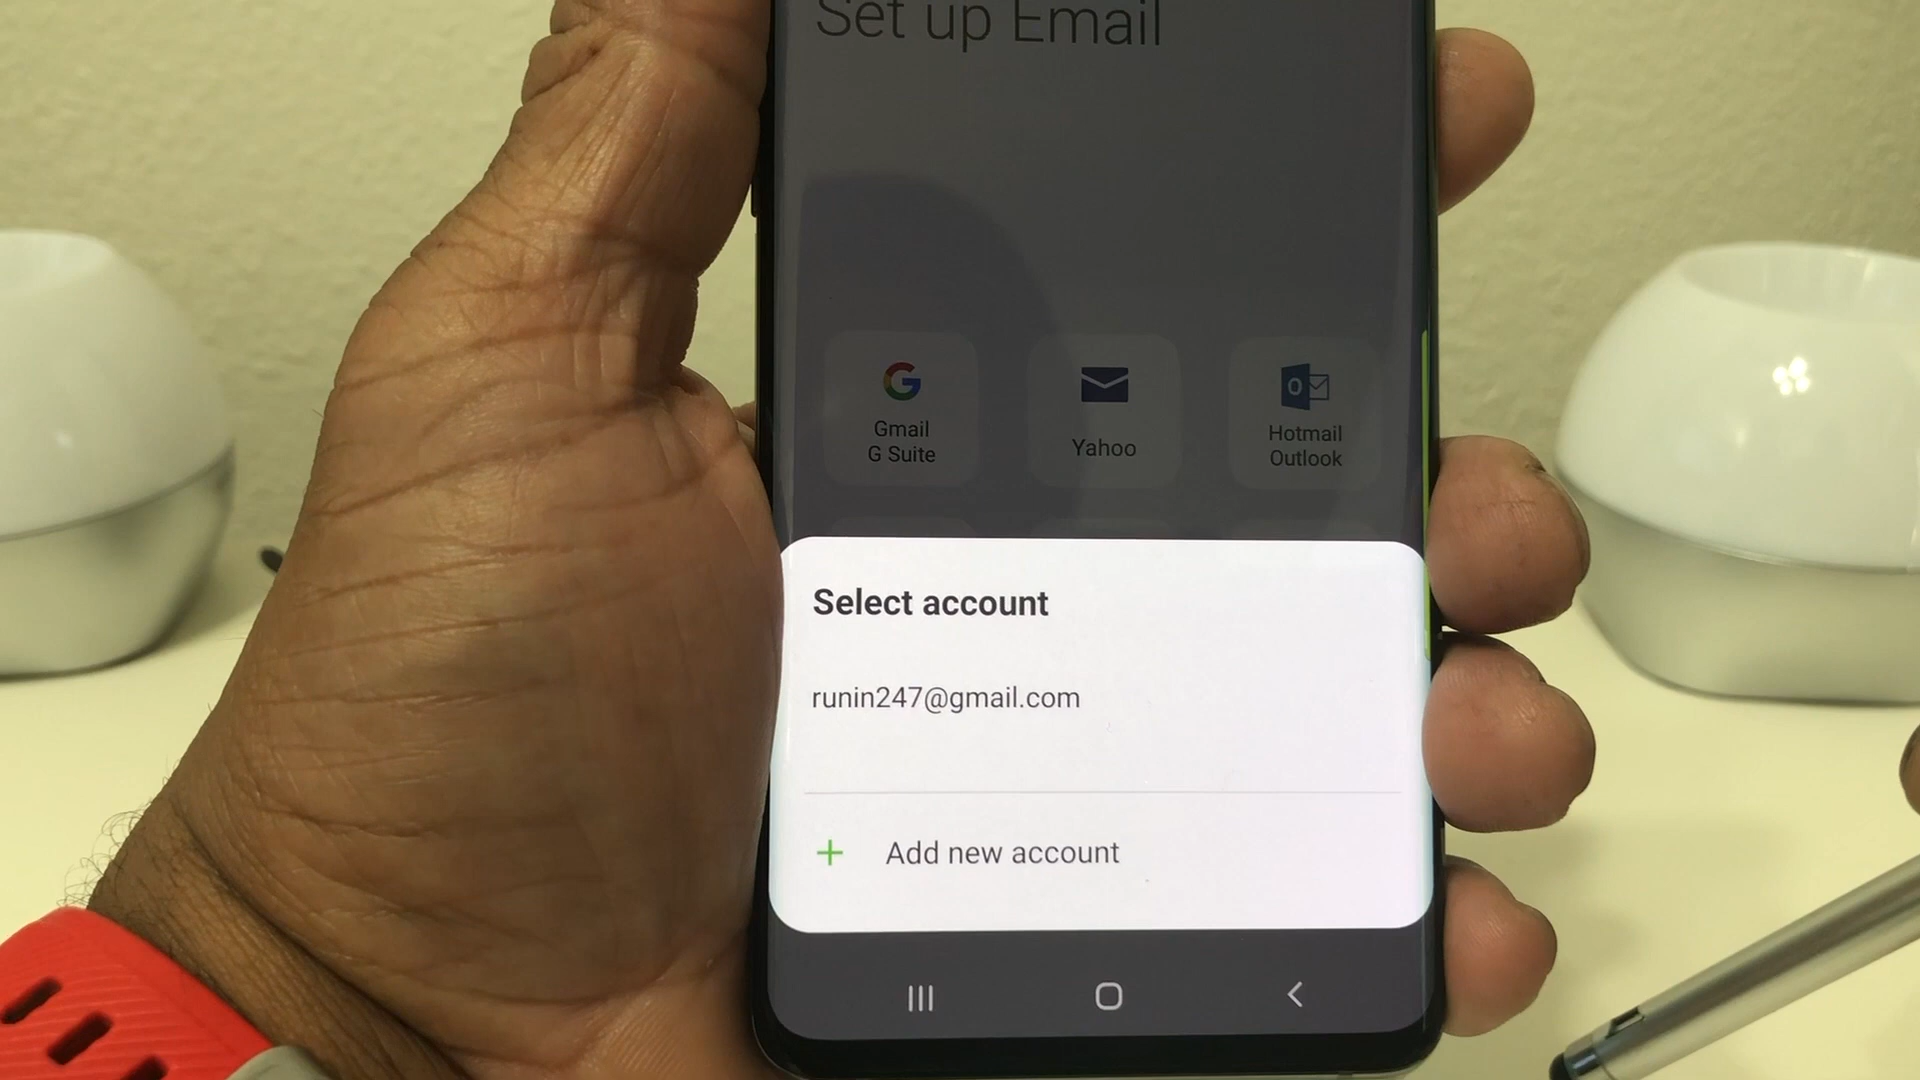 Set up Email
Gmail
G Suite
Yahoo
Hotmail
Outlook
Select account
runin247@gmail.com
+ Add new account